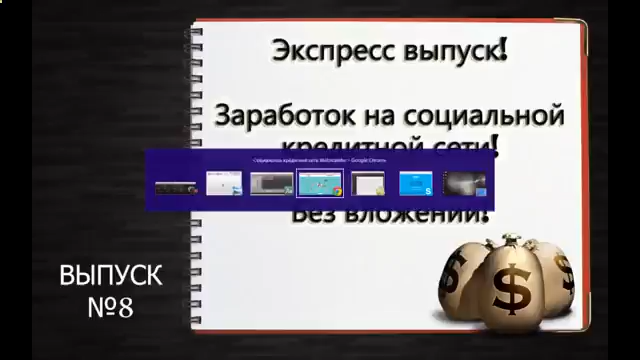 Экспресс выпуск!
Заработок на социальной
кредитной сети!
Без вложений!
ВЫПУСК
№8
$
$
$